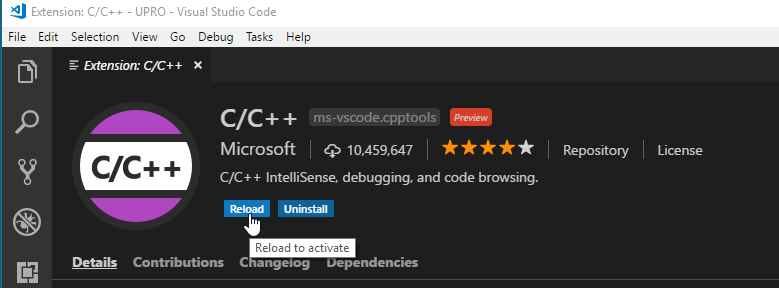 Extension: C/C++ - UPRO - Visual Studio Code
File Edit Selection View Go Debug Tasks Help
Extension: C/C++ ×
C/C++ ms-vscode.cpptools Preview
C/C++
Microsoft 10,459,647 Repository License
C/C++ IntelliSense, debugging, and code browsing.
Reload Uninstall
Reload to activate
Details Contributions Changelog Dependencies